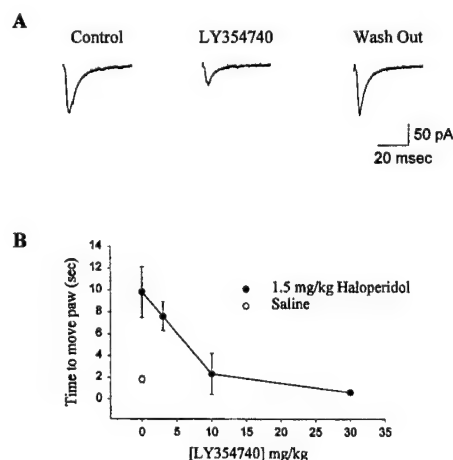 A
Control LY354740 Wash Out
50 pA
20 msec
B
Time to move paw (sec)
14
12
10
8
6
4
2
0
1.5 mg/kg Haloperidol
Saline
0 5 10 15 20 25 30 35
[LY354740] mg/kg